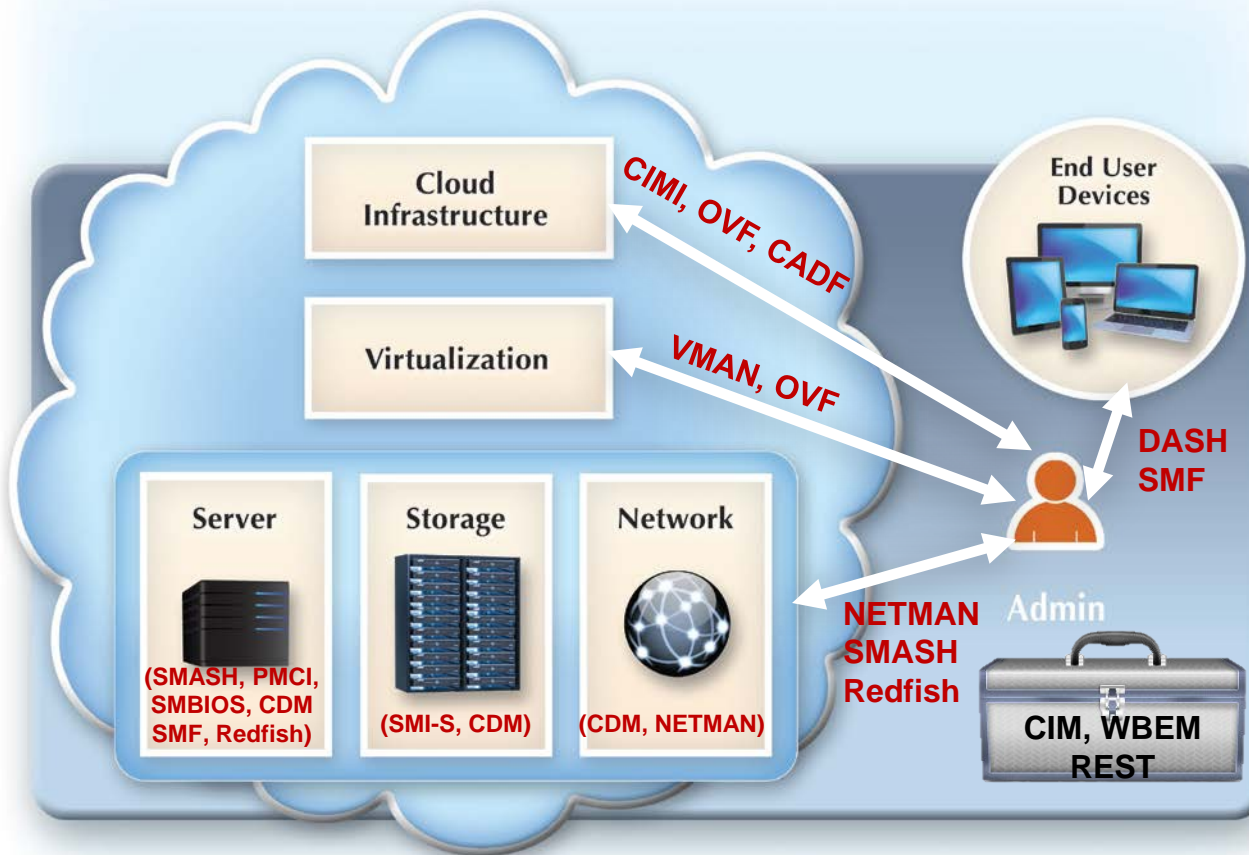 Cloud
Infrastructure
CIMI, OVF, CADF
End User
Devices
Virtualization
VMAN, OVF
DASH
SMF
Server
(SMASH, PMCI,
SMBIOS, CDM
SMF, Redfish)
Storage
(SMI-S, CDM)
Network
(CDM, NETMAN)
NETMAN
SMASH
Redfish
Admin
CIM, WBEM
REST